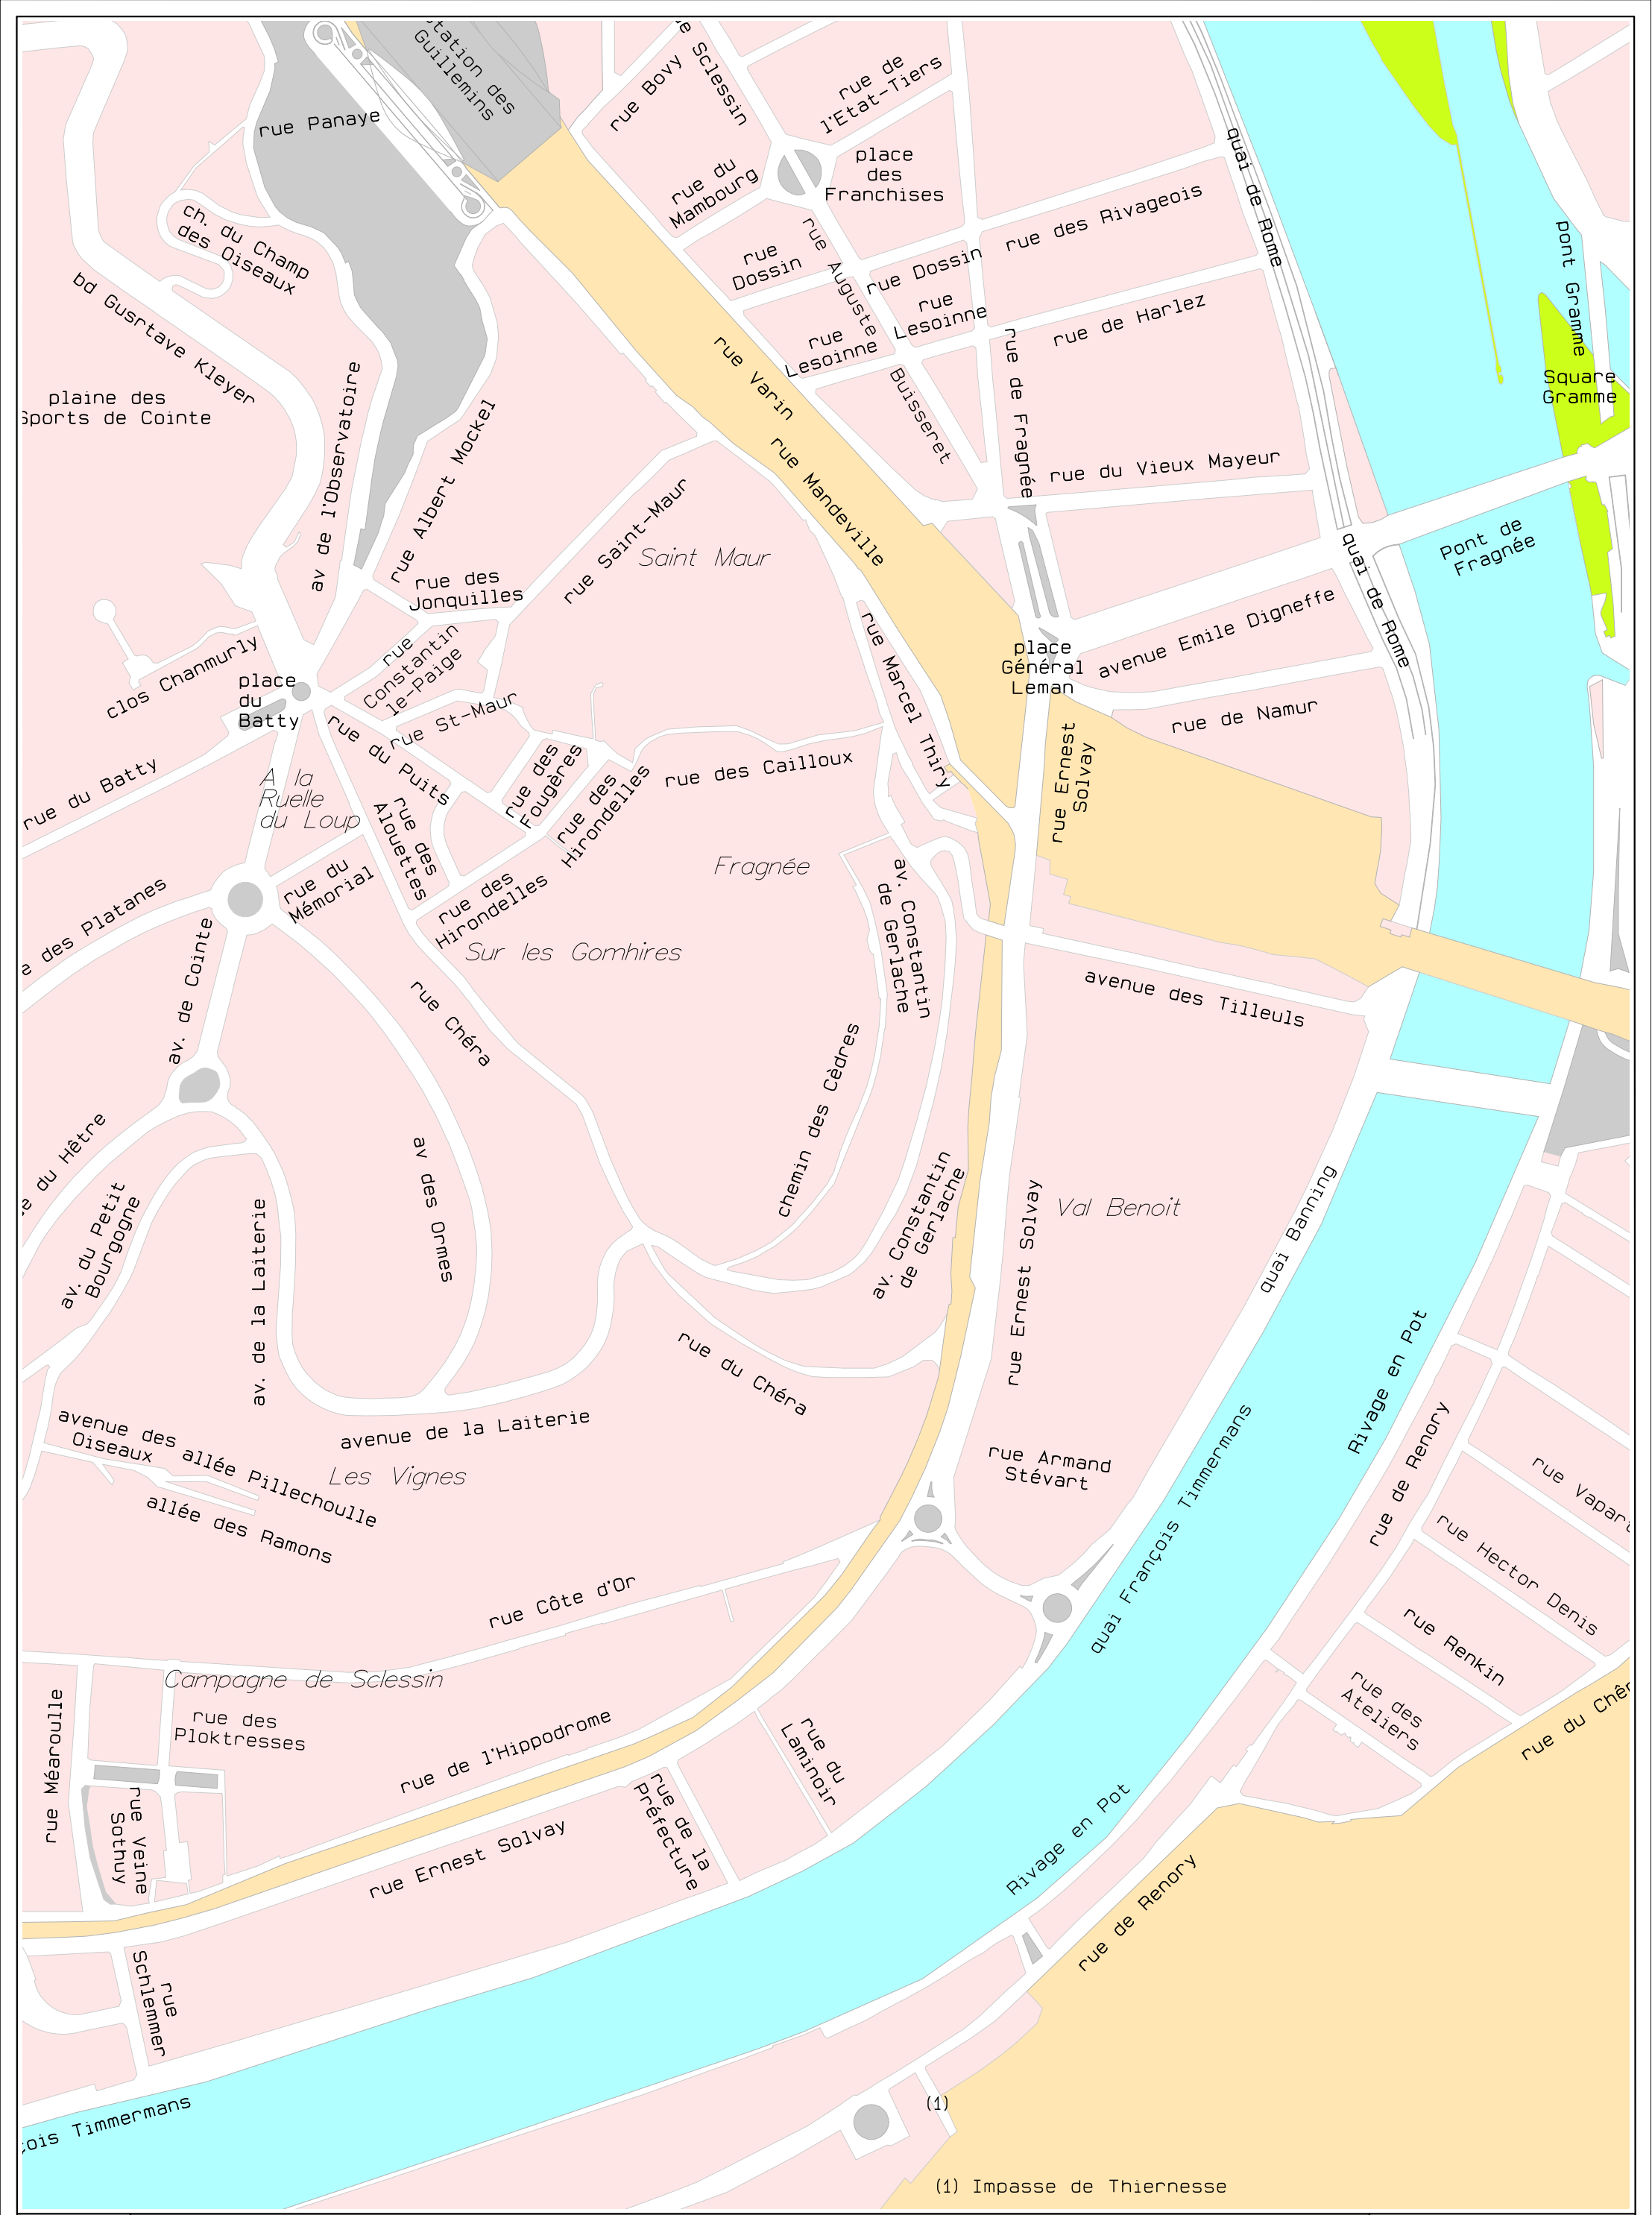 tation des
Guillemins
rue Panaye
rue Bovy
e Sclessin
rue de
l'Etat-Tiers
place
des
Franchises
rue du
Mambourg
quai de Rome
rue des Rivageois
ch. du Champ
des Oiseaux
rue
Dossin
rue Auguste
rue Dossin
pont Gramme
bd Gusrtave Kleyer
rue
Lesoinne
rue
Lesoinne
rue de Harlez
rue Varin
rue de Fragnée
Buisseret
Square
Gramme
plaine des
Sports de Cointe
av de l'Observatoire
rue Albert Mockel
rue Mandeville
rue du Vieux Mayeur
rue Saint-Maur
Saint Maur
Pont de
Fragnée
quai de Rome
rue des
Jonquilles
avenue Emile Digneffe
rue Marcel Thiry
place
Général
Leman
clos Chanmurly
rue
Constantin
le-Paige
place
du
Batty
rue St-Maur
rue du Puits
rue de Namur
rue Ernest
Solvay
rue du Batty
A la
Ruelle
du Loup
rue des
Alouettes
rue des
Fougères
rue des
Hirondelles
rue des Cailloux
Fragnée
rue du
Mémorial
rue des
Hirondelles
av. Constantin
de Gerlache
e des Platanes
av. de Cointe
Sur les Gomhires
rue Chéra
avenue des Tilleuls
chemin des Cèdres
e du Hêtre
av. du Petit
Bourgogne
av. de la Laiterie
av des Ormes
av. Constantin
de Gerlache
rue Ernest Solvay
Val Benoit
quai Banning
rue du Chéra
Rivage en Pot
avenue des
Oiseaux
allée Pillechoulle
allée des Ramons
avenue de la Laiterie
Les Vignes
rue Armand
Stévart
quai François Timmermans
rue de Renory
rue Vapart
rue Hector Denis
rue Renkin
rue des
Ateliers
rue du Chêr
rue Côte d'Or
Campagne de Sclessin
rue Méaroulle
rue des
Ploktresses
rue de l'Hippodrome
rue du
Laminoir
rue Veine
Sothuy
rue de la
Préfecture
rue Ernest Solvay
Rivage en Pot
rue de Renory
rue
Schlemmer
çois Timmermans
(1)
(1) Impasse de Thiernesse